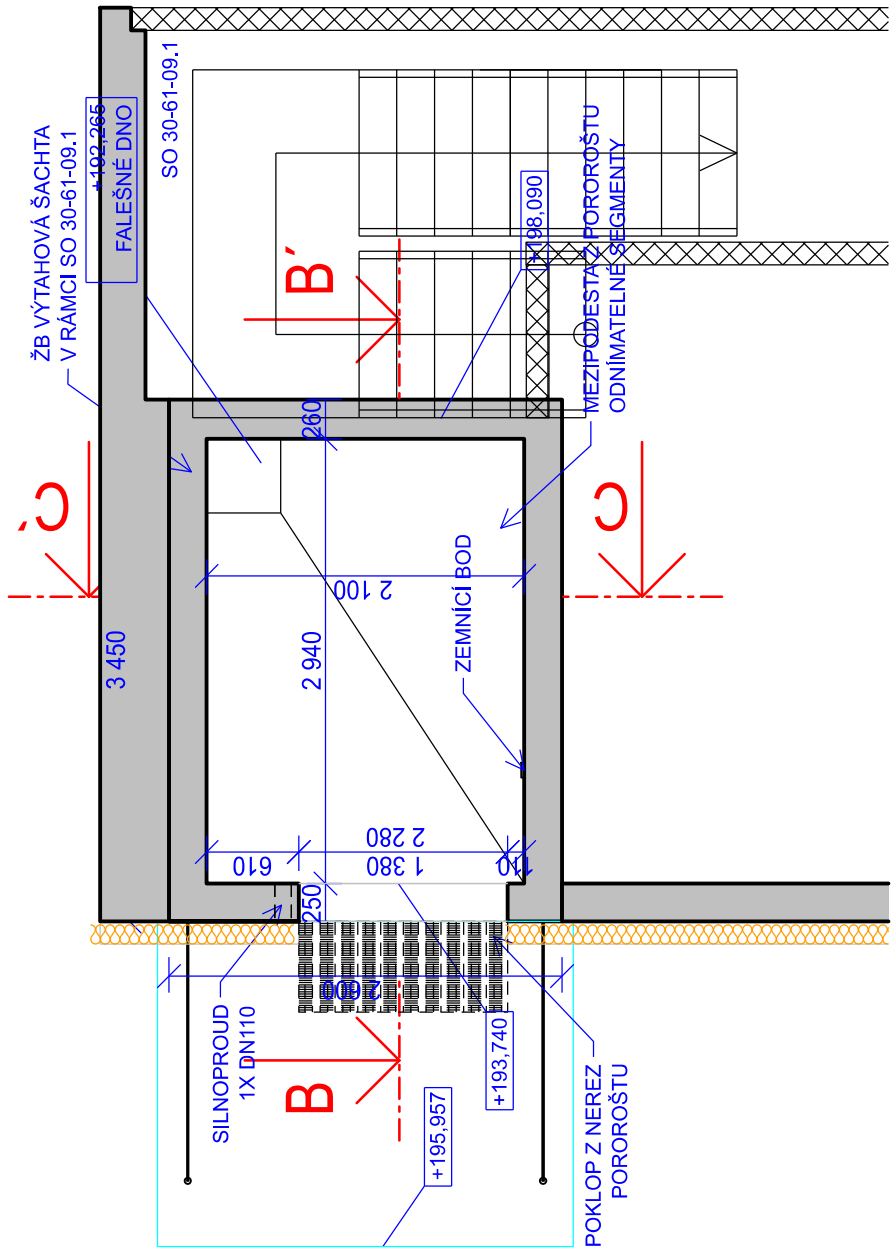 ŽB VÝTAHOVÁ ŠACHTA
V RÁMCI SO 30-61-09.1
+192,265
FALEŠNÉ DNO
SO 30-61-09.1
B´
+198,090
MEZIPODESTA Z POROROŠTU
ODNÍMATELNÉ SEGMENTY
C´
C
260
2 100
3 450
2 940
ZEMNÍCÍ BOD
2 280
610
1 380
110
250
2 600
SILNOPROUD
1X DN110
B
+193,740
+195,957
POKLOP Z NEREZ
POROROŠTU